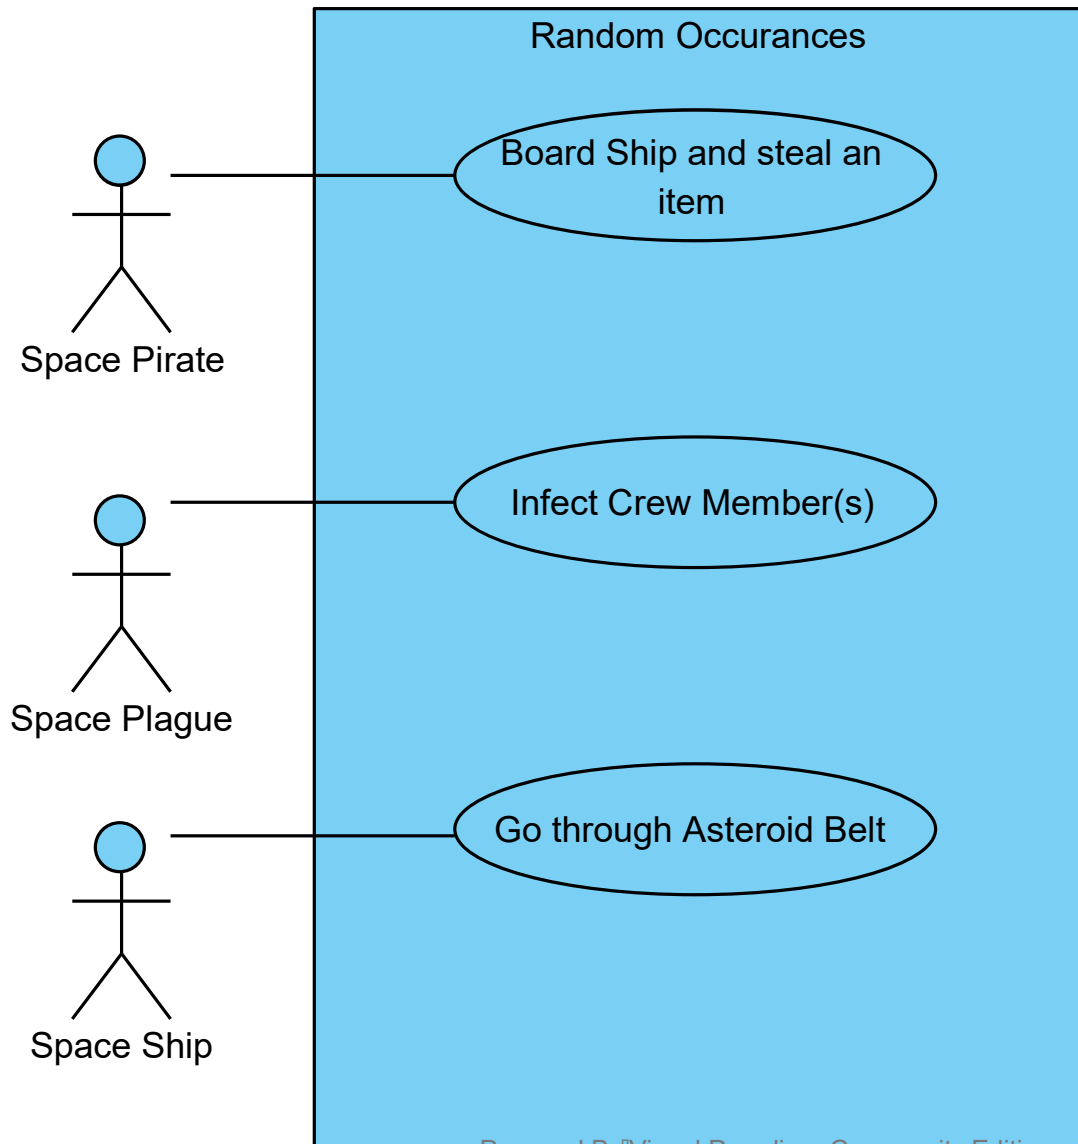 Random Occurances
Board Ship and steal an
item
Space Pirate
Infect Crew Member(s)
Space Plague
Go through Asteroid Belt
Space Ship